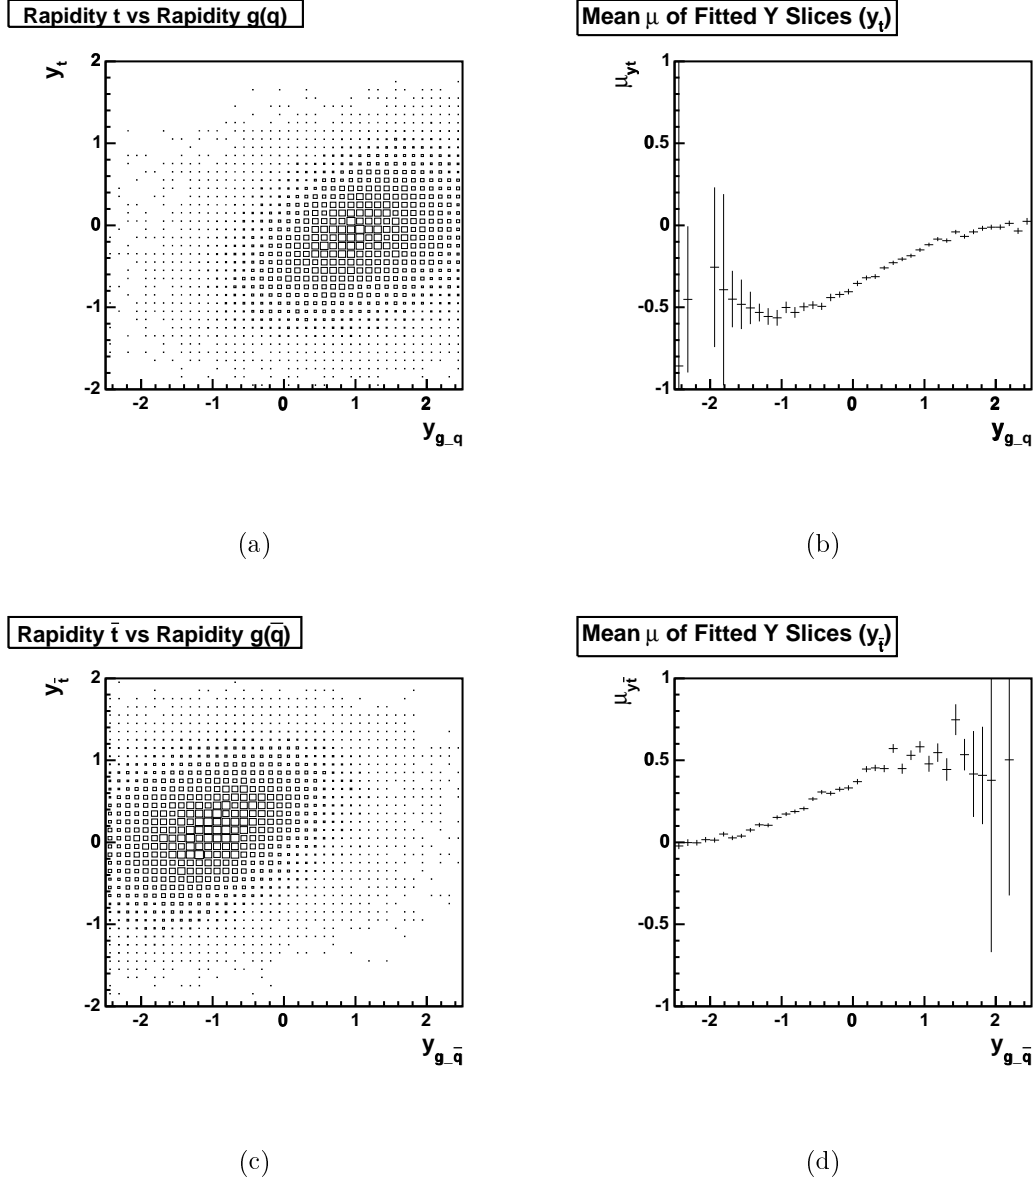 Rapidity t vs Rapidity g(q)
y_t
2
1
0
-1
-2
-2 -1 0 1 2
y_g_q
(a)
Mean μ of Fitted Y Slices (y_t)
μ_yt
1
0.5
0
-0.5
-1
-2 -1 0 1 2
y_g_q
(b)
Rapidity t̄ vs Rapidity g(q̄)
y_t̄
2
1
0
-1
-2
-2 -1 0 1 2
y_g_q̄
(c)
Mean μ of Fitted Y Slices (y_t̄)
μ_yt̄
1
0.5
0
-0.5
-1
-2 -1 0 1 2
y_g_q̄
(d)